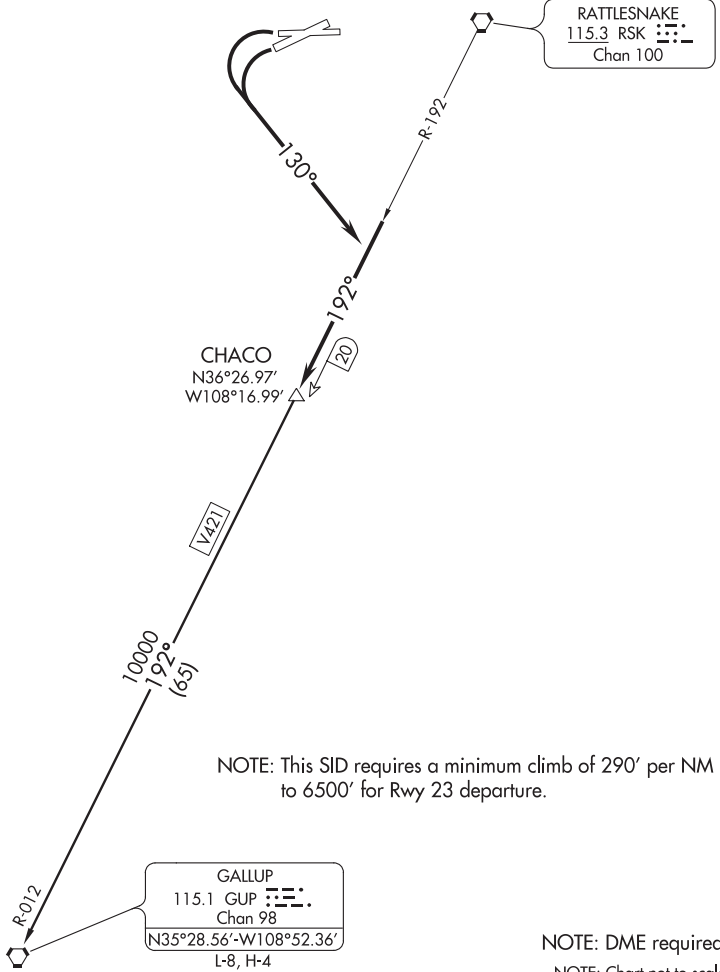 RATTLESNAKE
115.3 RSK
Chan 100
R-192
130°
192°
20
CHACO
N36°26.97'
W108°16.99'
V421
10000
192°
(65)
NOTE: This SID requires a minimum climb of 290' per NM
to 6500' for Rwy 23 departure.
R-012
GALLUP
115.1 GUP
Chan 98
N35°28.56'-W108°52.36'
L-8, H-4
NOTE: DME required
NOTE: Chart not to scale